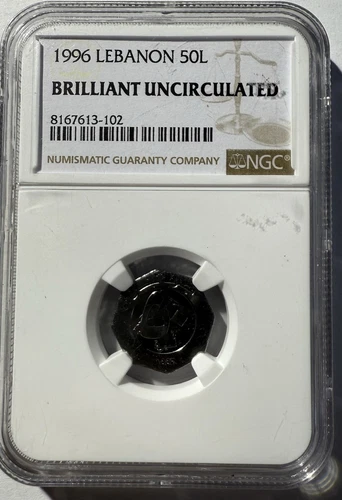 1996 LEBANON 50L
BRILLIANT UNCIRCULATED
8167613-102
NUMISMATIC GUARANTY COMPANY NGC®